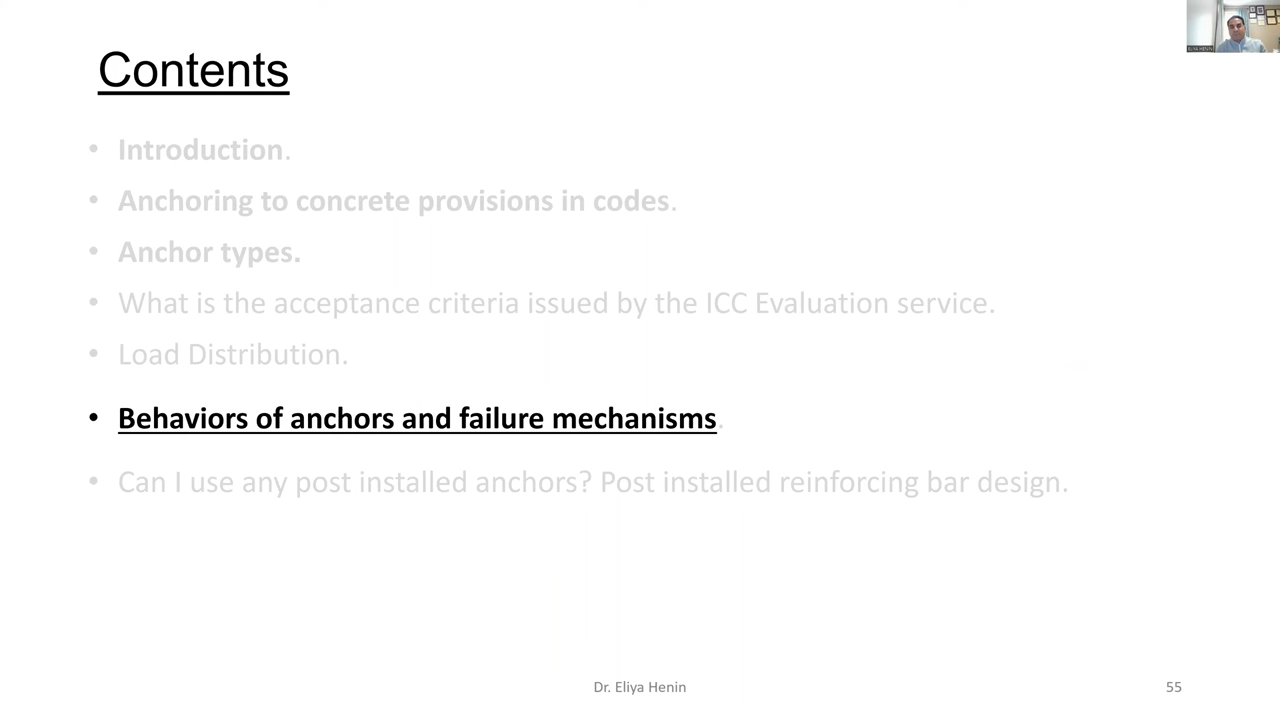 Contents
• Introduction.
• Anchoring to concrete provisions in codes.
• Anchor types.
• What is the acceptance criteria issued by the ICC Evaluation service.
• Load Distribution.
• Behaviors of anchors and failure mechanisms.
• Can I use any post installed anchors? Post installed reinforcing bar design.
Dr. Eliya Henin
55